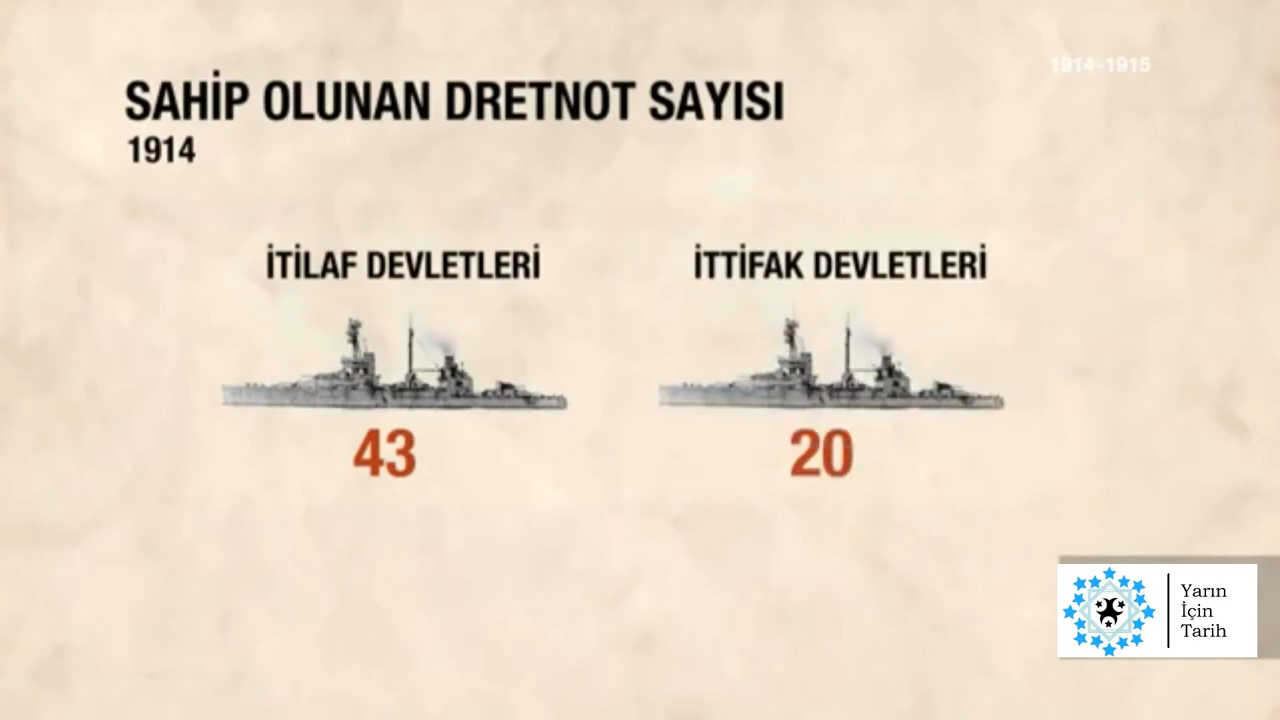 1914-1915
SAHİP OLUNAN DRETNOT SAYISI
1914
İTİLAF DEVLETLERİ
İTTİFAK DEVLETLERİ
43
20
Yarın
İçin
Tarih